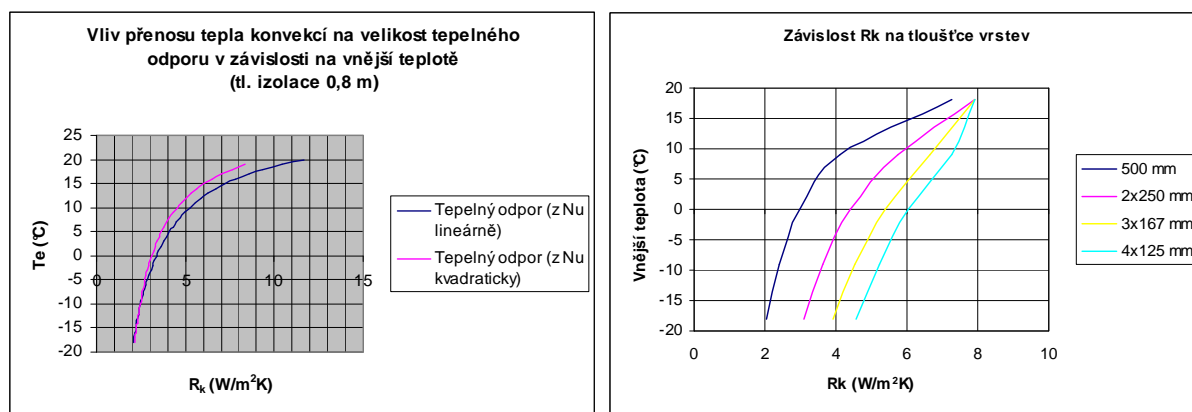 Vliv přenosu tepla konvekcí na velikost tepelného
odporu v závislosti na vnější teplotě
(tl. izolace 0,8 m)
25
20
15
10
5
0
-5
-10
-15
-20
0
5
10
15
Te (°C)
R_k (W/m²K)
Tepelný odpor (z Nu
lineárně)
Tepelný odpor (z Nu
kvadraticky)
Závislost Rk na tloušťce vrstev
20
15
10
5
0
-5
-10
-15
-20
0
2
4
6
8
10
Vnější teplota (°C)
Rk (W/m²K)
500 mm
2x250 mm
3x167 mm
4x125 mm